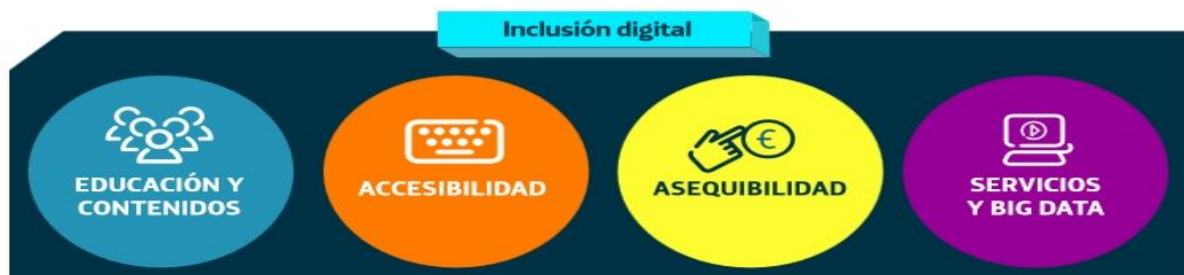 Inclusión digital
EDUCACIÓN Y
CONTENIDOS
ACCESIBILIDAD
€
ASEQUIBILIDAD
SERVICIOS
Y BIG DATA